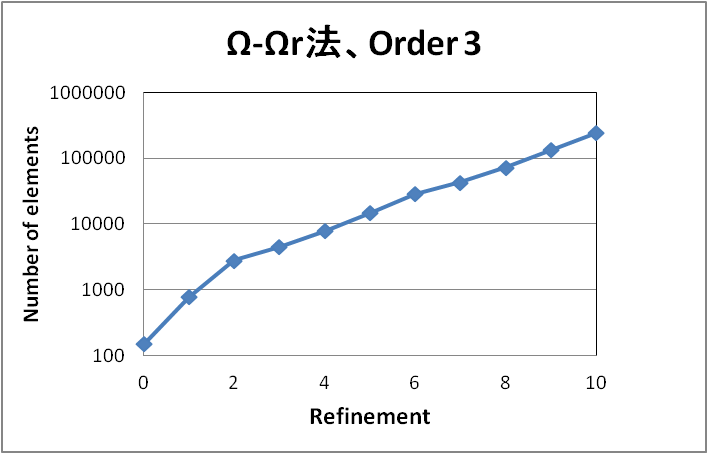 Ω-Ωr法、Order 3
1000000
100000
10000
1000
100
0 2 4 6 8 10
Number of elements
Refinement